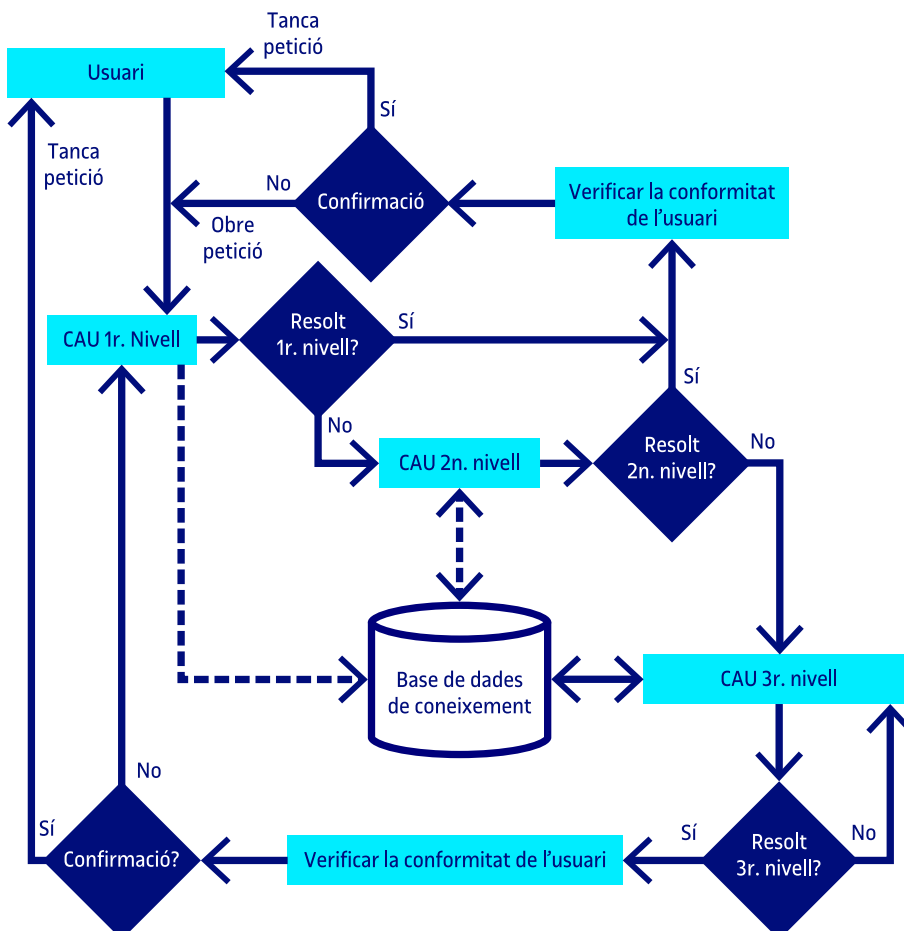 Tanca
petició
Usuari
Sí
Tanca
petició
No
Confirmació
Verificar la conformitat
de l’usuari
Obre
petició
CAU 1r. Nivell
Resolt
1r. nivell?
Sí
Sí
No
CAU 2n. nivell
Resolt
2n. nivell?
No
Base de dades
de coneixement
CAU 3r. nivell
No
Sí
Confirmació?
Verificar la conformitat de l’usuari
Sí
Resolt
3r. nivell?
No